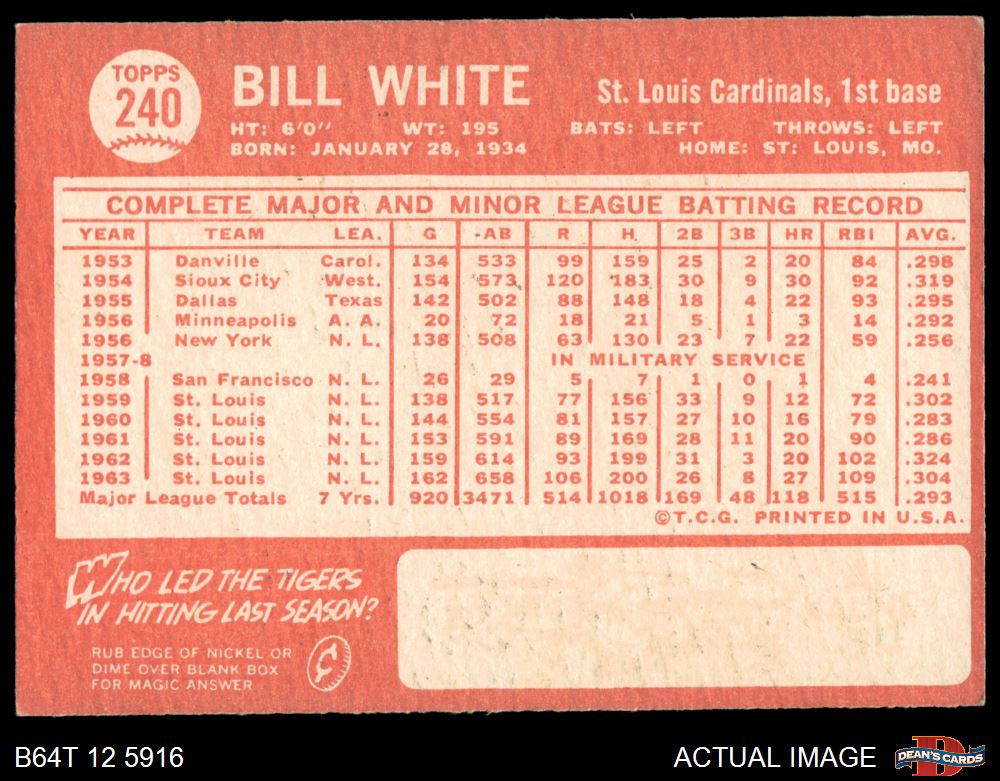 TOPPS
240
BILL WHITE
St. Louis Cardinals, 1st base
HT: 6'0" WT: 195 BATS: LEFT THROWS: LEFT
BORN: JANUARY 28, 1934 HOME: ST: LOUIS, MO.
COMPLETE MAJOR AND MINOR LEAGUE BATTING RECORD
YEAR TEAM LEA. G AB R H 2B 3B HR RBI AVG.
1953 Danville Carol. 134 533 99 159 25 2 20 84 .298
1954 Sioux City West. 154 573 120 183 30 9 30 92 .319
1955 Dallas Texas 142 502 88 148 18 4 22 93 .295
1956 Minneapolis A. A. 20 72 18 21 5 1 3 14 .292
1956 New York N. L. 138 508 63 130 23 7 22 59 .256
1957-8 IN MILITARY SERVICE
1958 San Francisco N. L. 26 29 5 7 1 0 1 4 .241
1959 St. Louis N. L. 138 517 77 156 33 9 12 72 .302
1960 St. Louis N. L. 144 554 81 157 27 10 16 79 .283
1961 St. Louis N. L. 153 591 89 169 28 11 20 90 .286
1962 St. Louis N. L. 159 614 93 199 31 3 20 102 .324
1963 St. Louis N. L. 162 658 106 200 26 8 27 109 .304
Major League Totals 7 Yrs. 920 3471 514 1018 169 48 118 515 .293
©T.C.G. PRINTED IN U.S.A.
WHO LED THE TIGERS
IN HITTING LAST SEASON?
RUB EDGE OF NICKEL OR
DIME OVER BLANK BOX
FOR MAGIC ANSWER
B64T 12 5916 ACTUAL IMAGE
DEAN'S CARDS